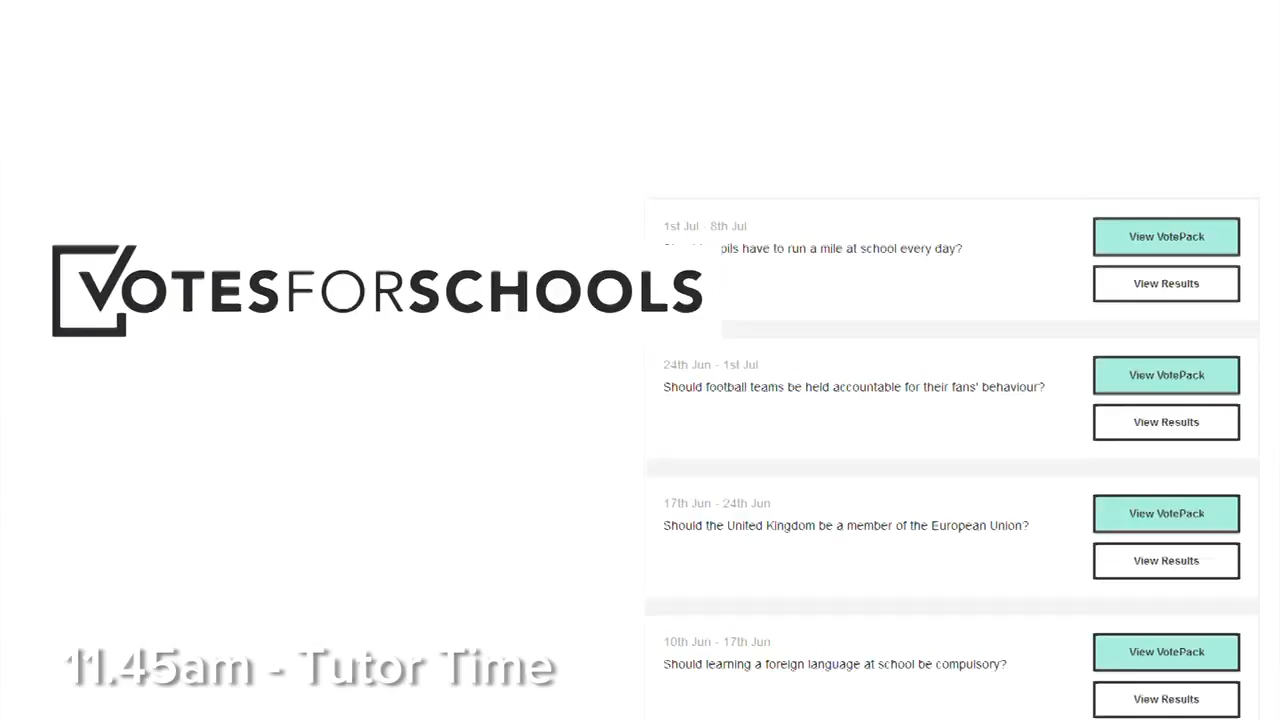 VOTESFORSCHOOLS
1st Jul - 8th Jul
have to run a mile at school every day?
View VotePack
View Results
24th Jun - 1st Jul
Should football teams be held accountable for their fans' behaviour?
View VotePack
View Results
17th Jun - 24th Jun
Should the United Kingdom be a member of the European Union?
View VotePack
View Results
10th Jun - 17th Jun
Should learning a foreign language at school be compulsory?
View VotePack
View Results
11.45am - Tutor Time